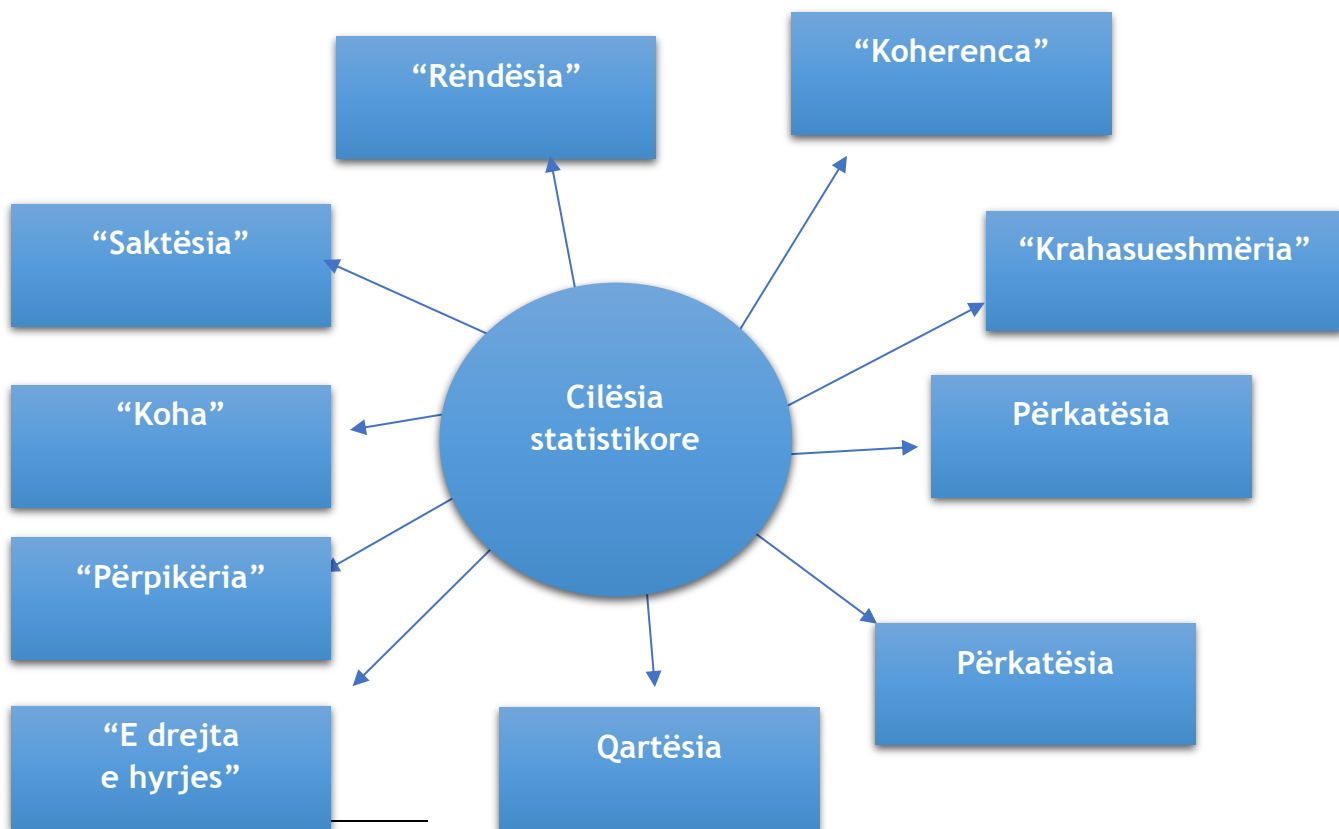 “Rëndësia”
“Koherenca”
“Saktësia”
“Krahasueshmëria”
“Koha”
Cilësia
statistikore
Përkatësia
“Përpikëria”
Përkatësia
“E drejta
e hyrjes”
Qartësia